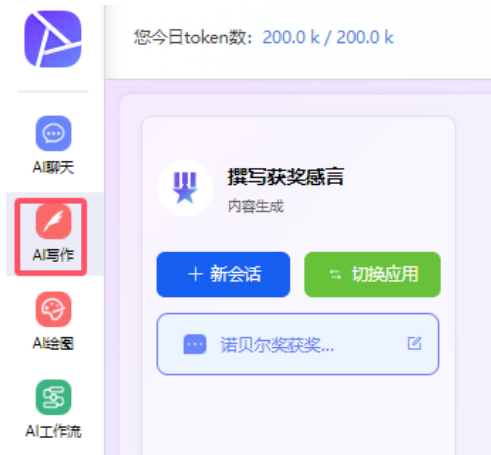 您今日token数：200.0 k / 200.0 k
AI聊天
AI写作
AI绘图
AI工作流
撰写获奖感言
内容生成
新会话
切换应用
诺贝尔奖获奖...